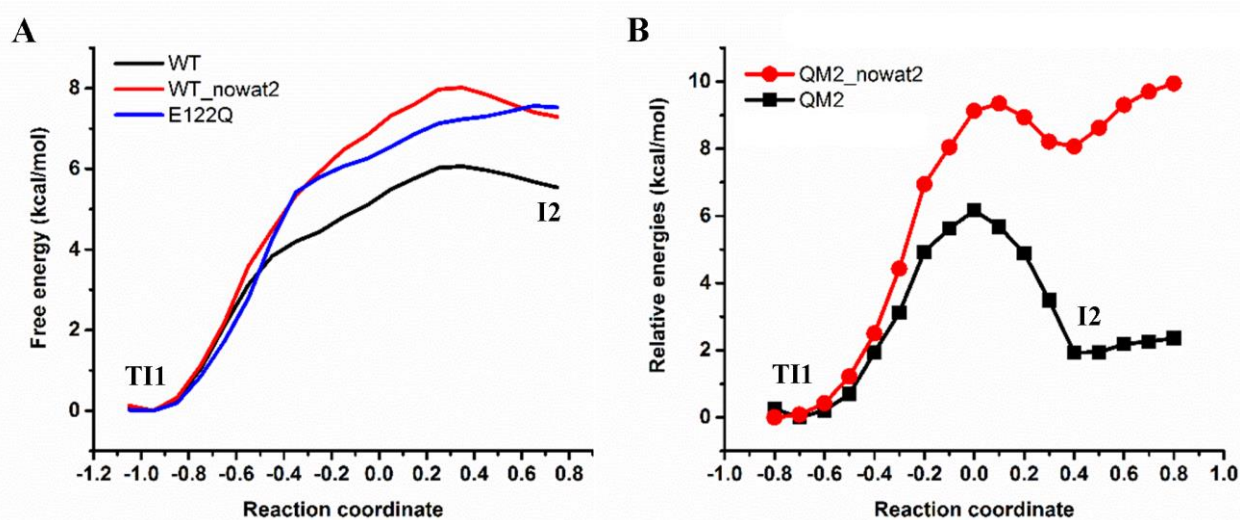 A
WT
WT_nowat2
E122Q
Free energy (kcal/mol)
8
6
4
2
0
TI1
I2
-1.2 -1.0 -0.8 -0.6 -0.4 -0.2 0.0 0.2 0.4 0.6 0.8
Reaction coordinate
B
QM2_nowat2
QM2
Relative energies (kcal/mol)
10
8
6
4
2
0
TI1
I2
-1.0 -0.8 -0.6 -0.4 -0.2 0.0 0.2 0.4 0.6 0.8 1.0
Reaction coordinate